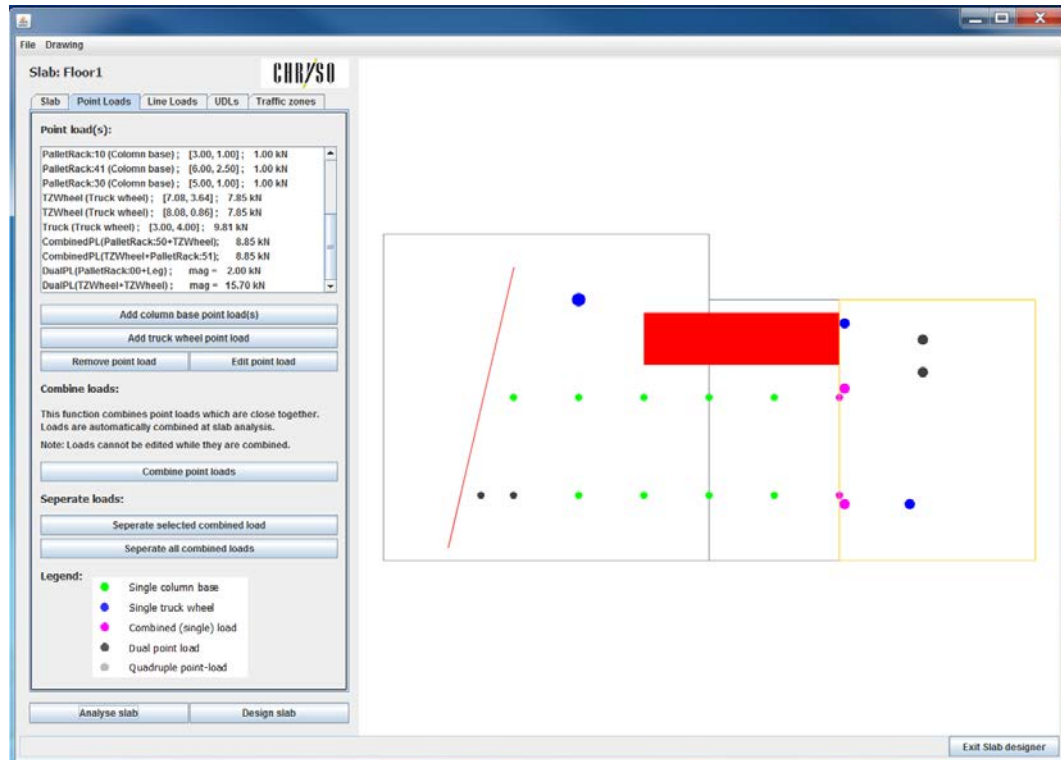 File Drawing
Slab: Floor1
CHRYSO
Slab Point Loads Line Loads UDLs Traffic zones
Point load(s):
PalletRack:10 (Colomn base) ; [3.00, 1.00] ; 1.00 kN
PalletRack:41 (Colomn base) ; [6.00, 2.50] ; 1.00 kN
PalletRack:30 (Colomn base) ; [5.00, 1.00] ; 1.00 kN
TZWheel (Truck wheel) ; [7.08, 3.64] ; 7.85 kN
TZWheel (Truck wheel) ; [8.08, 0.86] ; 7.85 kN
Truck (Truck wheel) ; [3.00, 4.00] ; 9.81 kN
CombinedPL(PalletRack:50+TZWheel); 8.85 kN
CombinedPL(TZWheel+PalletRack:51); 8.85 kN
DualPL(PalletRack:00+Leg) ; mag = 2.00 kN
DualPL(TZWheel+TZWheel) ; mag = 15.70 kN
Add column base point load(s)
Add truck wheel point load
Remove point load Edit point load
Combine loads:
This function combines point loads which are close together.
Loads are automatically combined at slab analysis.
Note: Loads cannot be edited while they are combined.
Combine point loads
Seperate loads:
Seperate selected combined load
Seperate all combined loads
Legend:
Single column base
Single truck wheel
Combined (single) load
Dual point load
Quadruple point-load
Analyse slab Design slab
Exit Slab designer